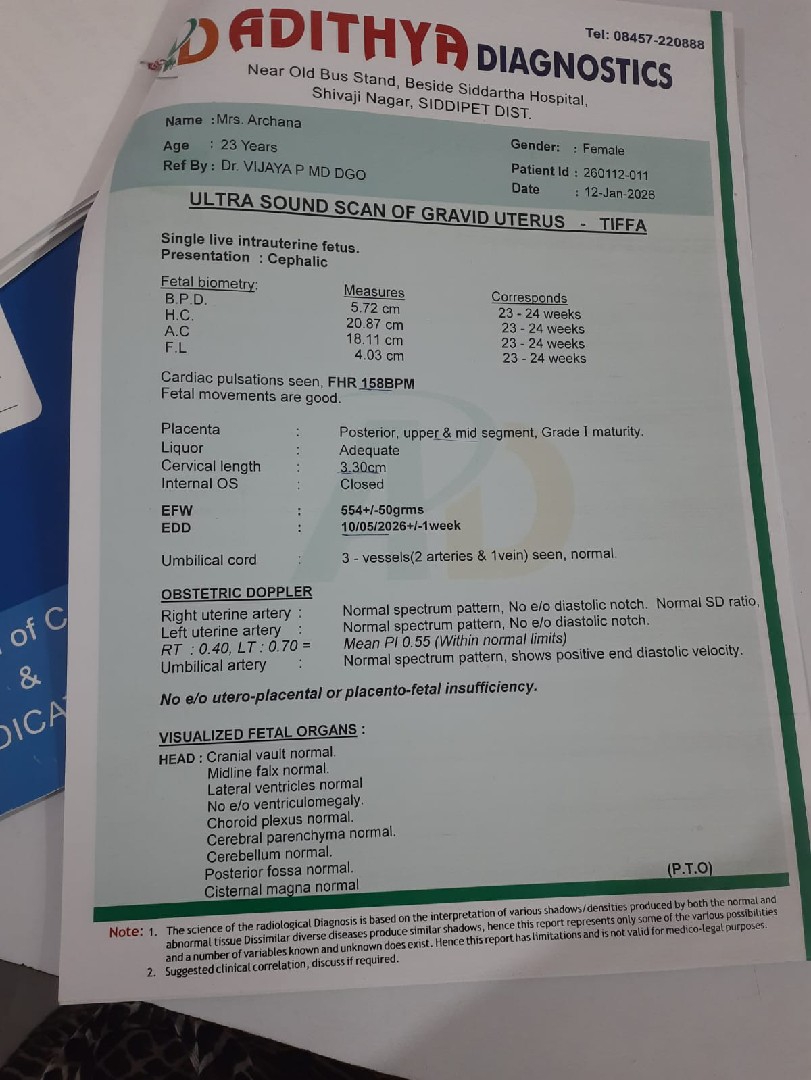 ADITHYA DIAGNOSTICS
Tel: 08457-220888
Near Old Bus Stand, Beside Siddartha Hospital,
Shivaji Nagar, SIDDIPET DIST.
Name : Mrs. Archana
Age : 23 Years
Gender: : Female
Ref By : Dr. VIJAYA P MD DGO
Patient Id : 260112-011
Date : 12-Jan-2026
ULTRA SOUND SCAN OF GRAVID UTERUS - TIFFA
Single live intrauterine fetus.
Presentation : Cephalic
Fetal biometry: Measures Corresponds
B.P.D. 5.72 cm 23 - 24 weeks
H.C. 20.87 cm 23 - 24 weeks
A.C 18.11 cm 23 - 24 weeks
F.L 4.03 cm 23 - 24 weeks
Cardiac pulsations seen, FHR 158BPM
Fetal movements are good.
Placenta : Posterior, upper & mid segment, Grade I maturity.
Liquor : Adequate
Cervical length : 3.30cm
Internal OS : Closed
EFW : 554+/-50grms
EDD : 10/05/2026+/-1week
Umbilical cord : 3 - vessels(2 arteries & 1vein) seen, normal.
OBSTETRIC DOPPLER
Right uterine artery : Normal spectrum pattern, No e/o diastolic notch. Normal SD ratio,
Left uterine artery : Normal spectrum pattern, No e/o diastolic notch.
RT : 0.40, LT : 0.70 = Mean PI 0.55 (Within normal limits)
Umbilical artery : Normal spectrum pattern, shows positive end diastolic velocity.
No e/o utero-placental or placento-fetal insufficiency.
VISUALIZED FETAL ORGANS :
HEAD : Cranial vault normal.
Midline falx normal.
Lateral ventricles normal
No e/o ventriculomegaly.
Choroid plexus normal.
Cerebral parenchyma normal.
Cerebellum normal.
Posterior fossa normal.
Cisternal magna normal
(P.T.O)
Note: 1. The science of the radiological Diagnosis is based on the interpretation of various shadows/densities produced by both the normal and
abnormal tissue Dissimilar diverse diseases produce similar shadows, hence this report represents only some of the various possibilities
and a number of variables known and unknown does exist. Hence this report has limitations and is not valid for medico-legal purposes.
2. Suggested clinical correlation, discuss if required.
of C
&
DICAT